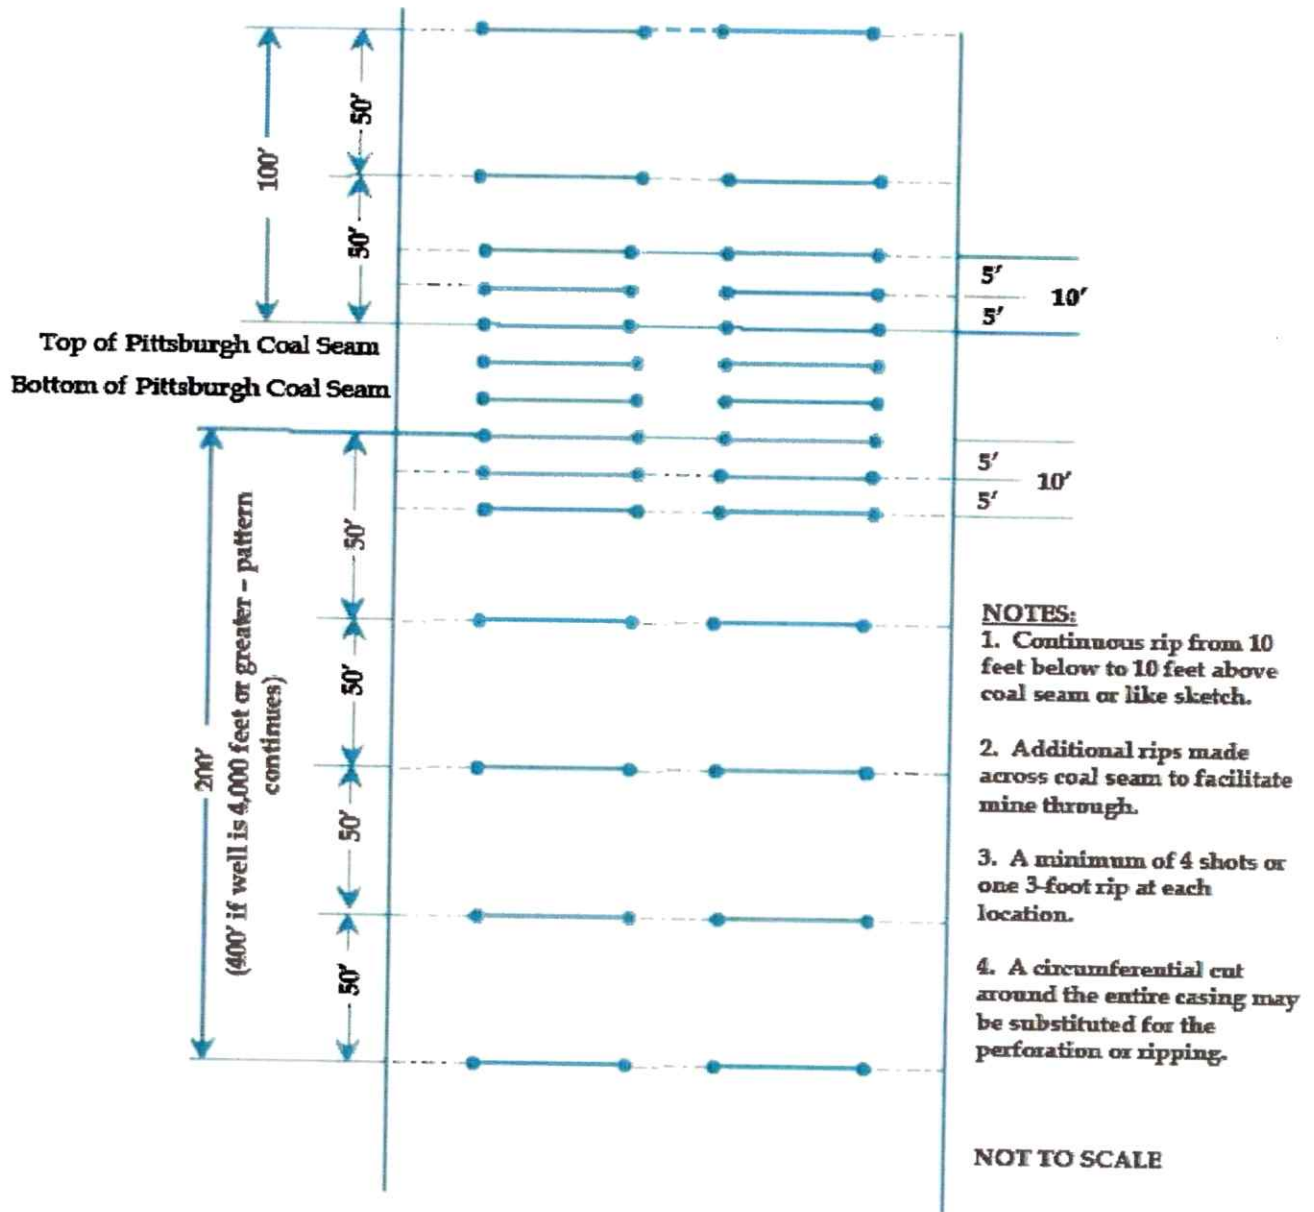 100'
50'
50'
5'
10'
5'
Top of Pittsburgh Coal Seam
Bottom of Pittsburgh Coal Seam
5'
10'
5'
200'
(400' if well is 4,000 feet or greater – pattern
continues)
50'
50'
50'
50'
NOTES:
1. Continuous rip from 10
feet below to 10 feet above
coal seam or like sketch.
2. Additional rips made
across coal seam to facilitate
mine through.
3. A minimum of 4 shots or
one 3-foot rip at each
location.
4. A circumferential cut
around the entire casing may
be substituted for the
perforation or ripping.
NOT TO SCALE